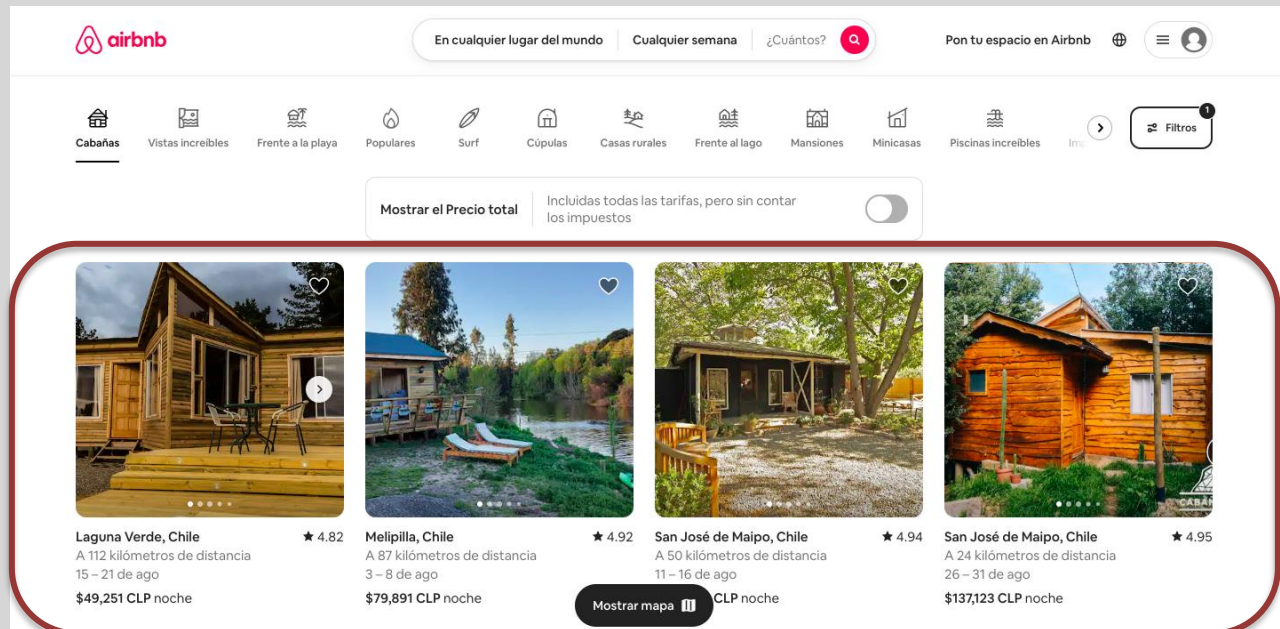 airbnb
En cualquier lugar del mundo
Cualquier semana
¿Cuántos?
Pon tu espacio en Airbnb
Cabañas
Vistas increíbles
Frente a la playa
Populares
Surf
Cúpulas
Casas rurales
Frente al lago
Mansiones
Minicasas
Piscinas increíbles
1
Filtros
Mostrar el Precio total
Incluidas todas las tarifas, pero sin contar
los impuestos
Laguna Verde, Chile ★ 4.82
A 112 kilómetros de distancia
15 – 21 de ago
$49,251 CLP noche
Melipilla, Chile ★ 4.92
A 87 kilómetros de distancia
3 – 8 de ago
$79,891 CLP noche
San José de Maipo, Chile ★ 4.94
A 50 kilómetros de distancia
11 – 16 de ago
CLP noche
San José de Maipo, Chile ★ 4.95
A 24 kilómetros de distancia
26 – 31 de ago
$137,123 CLP noche
Mostrar mapa